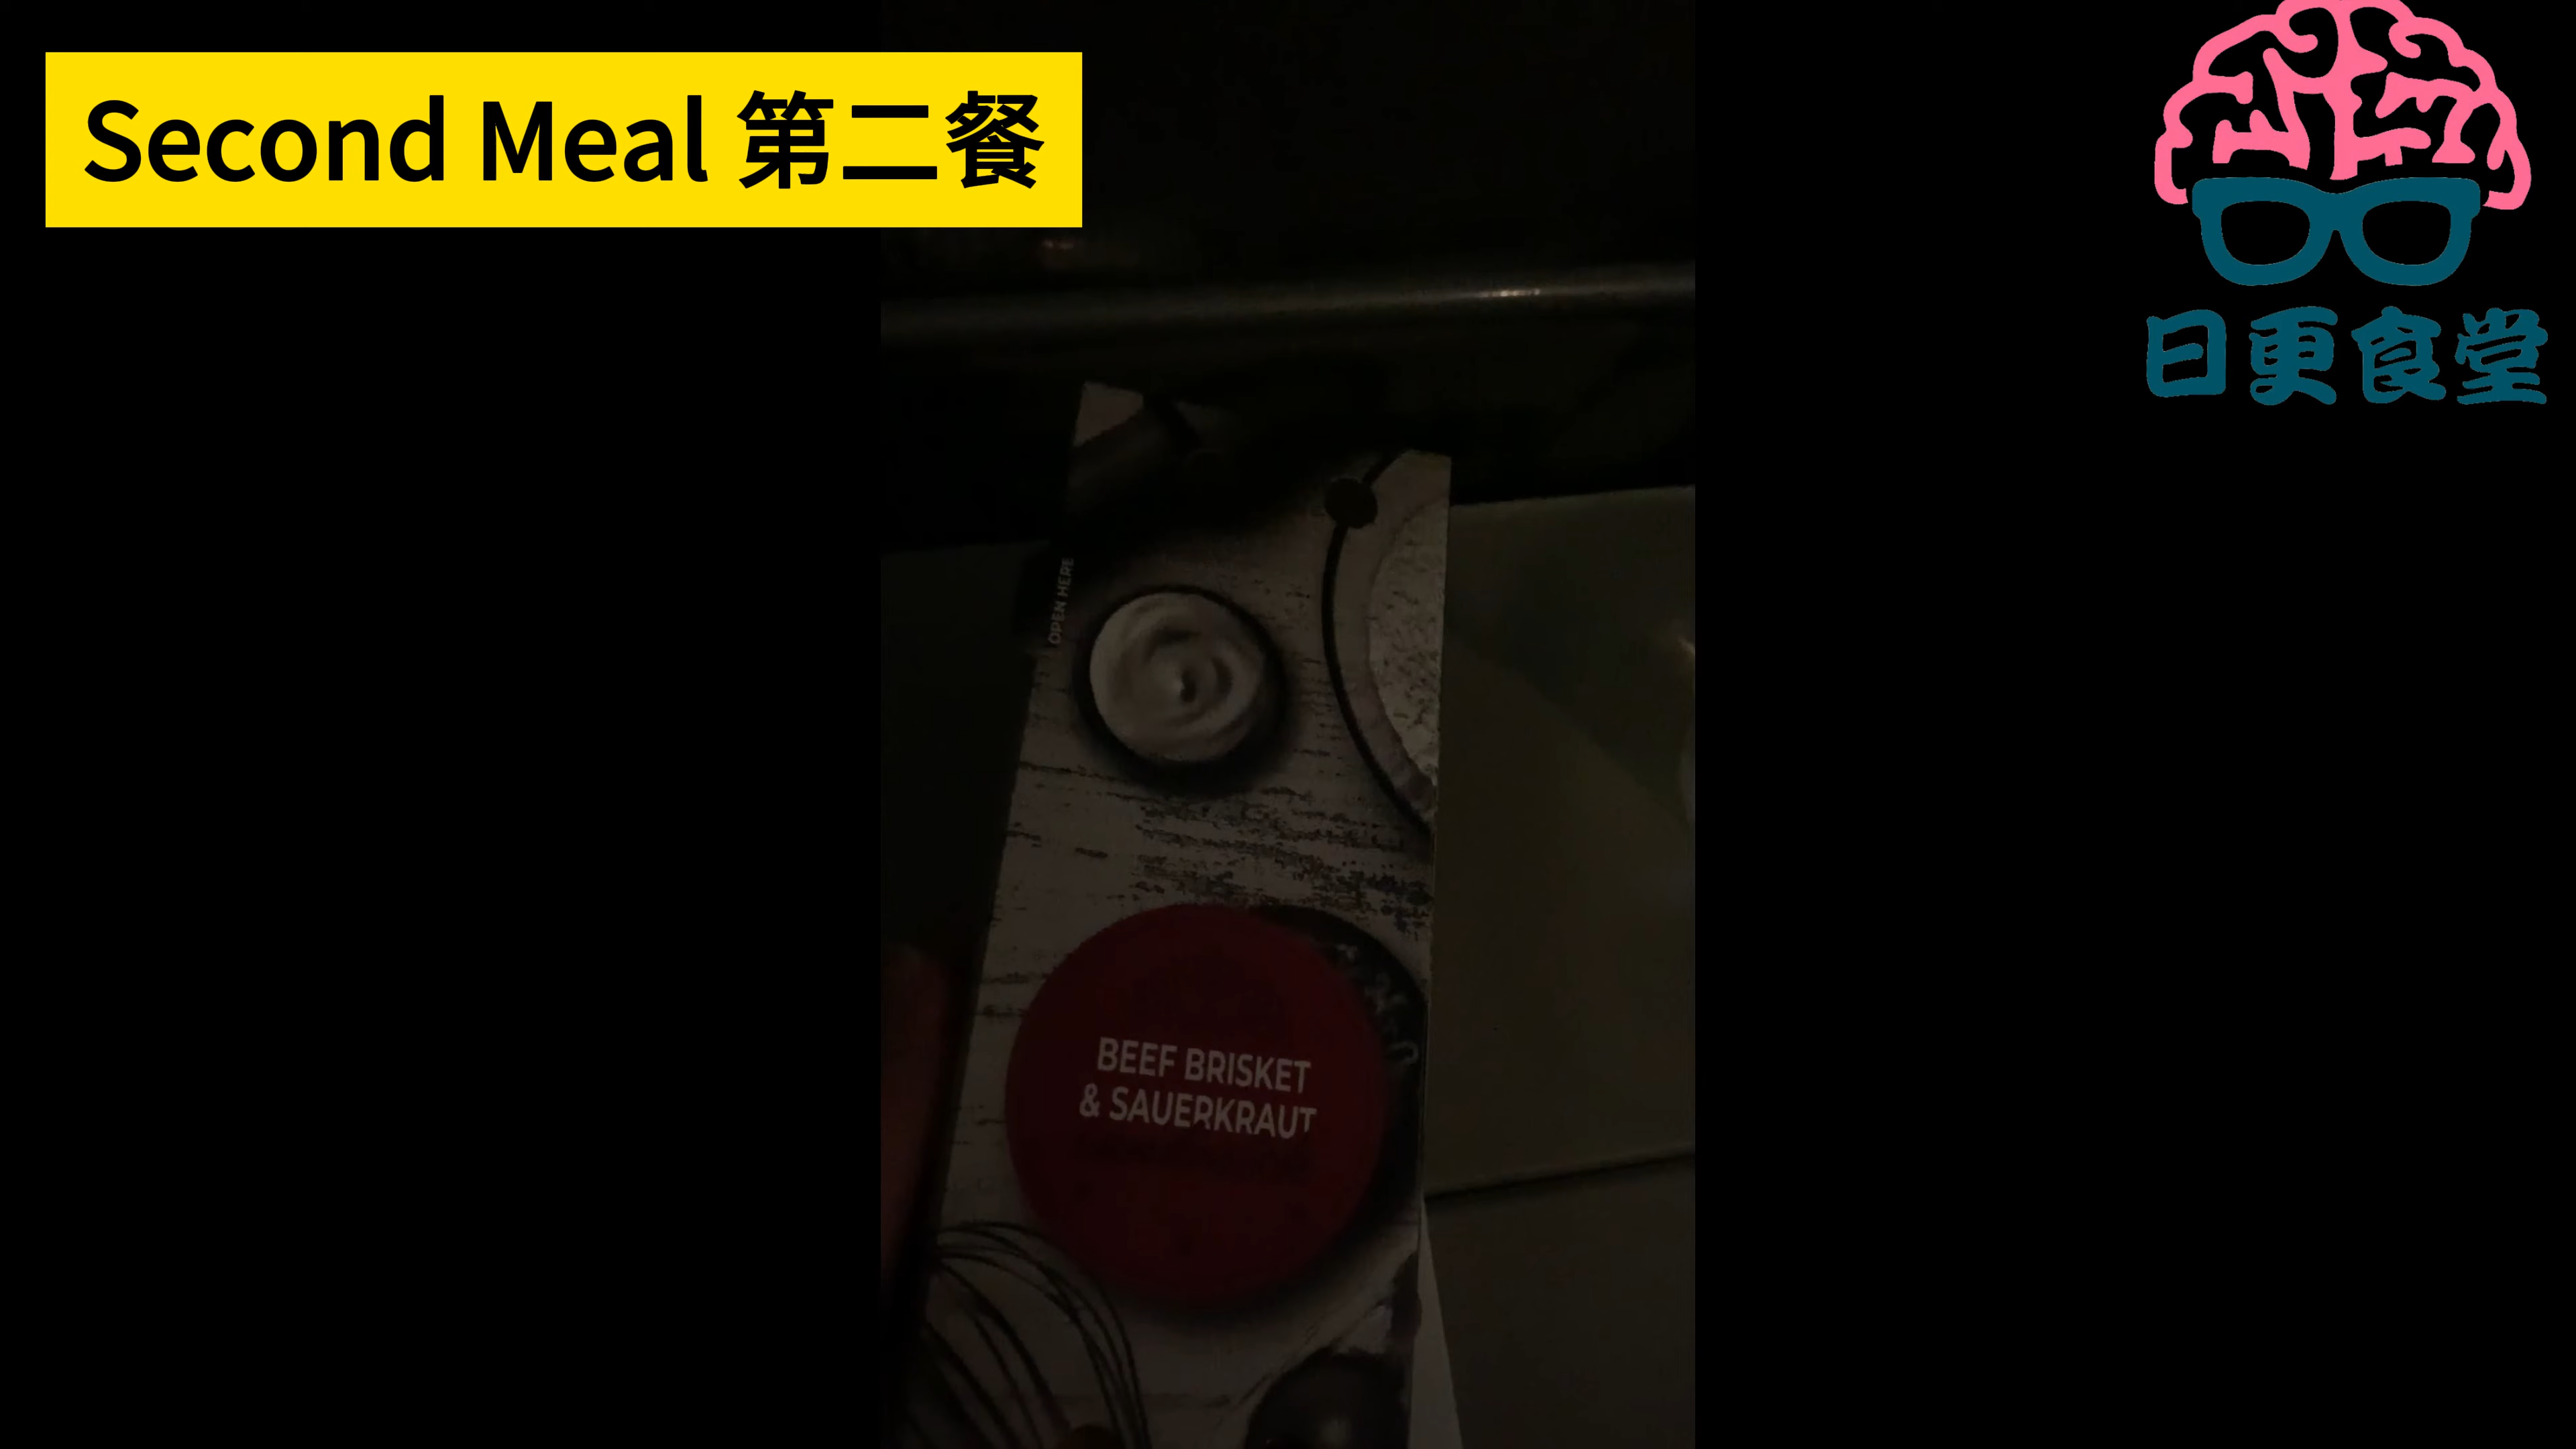 Second Meal 第二餐
日更食堂
OPEN HERE
BEEF BRISKET
& SAUERKRAUT